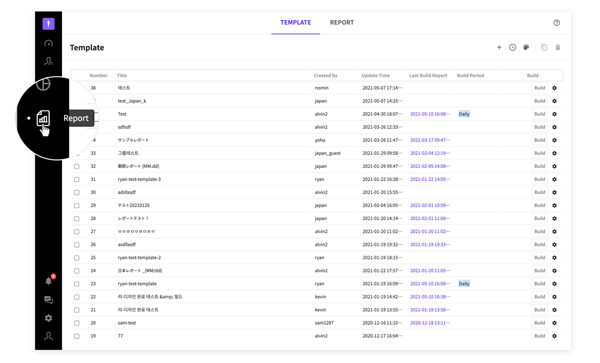 TEMPLATE REPORT
Template
Number Title Created by Update Time Last Build Report Build Period Build
38 테스트 nomin 2021-05-07 17:14··· Build
test_Japan_k japan 2021-05-07 14:25··· Build
Test alvin2 2021-04-30 18:07··· 2021-05-10 16:06··· Daily Build
sdfsdf alvin2 2021-03-26 12:33··· Build
サンプルレポート yoha 2021-03-26 11:47··· 2021-03-17 09:47··· Build
Report
33 그룹테스트 japan_guest 2021-01-29 09:58··· 2021-02-04 12:19··· Build
32 期間レポート (MM.dd) japan 2021-01-29 09:47··· 2021-02-05 14:08··· Build
31 ryan-test-template-3 ryan 2021-01-22 16:28··· 2021-01-22 14:03··· Build
30 adsfasdf alvin2 2021-01-20 15:55··· Build
29 テスト20210120 japan 2021-02-04 16:05··· 2021-02-01 10:59··· Build
28 レポートテスト1 japan 2021-01-20 14:14··· 2021-02-01 11:00··· Build
27 ㅁㅇㅁㅇㅁㅇㅁㅇ alvin2 2021-01-20 11:02··· 2021-01-20 11:02··· Build
26 asdfasdf alvin2 2021-01-19 19:32··· 2021-01-19 19:33··· Build
25 ryan-test-template-2 ryan 2021-01-19 18:15··· Build
24 日本レポート _(MM/dd) alvin2 2021-01-22 17:57··· 2021-01-20 11:05··· Build
23 ryan-test-template ryan 2021-01-19 16:09··· 2021-05-10 16:06··· Daily Build
22 리-디자인 완료 테스트 &amp; 빌드 kevin 2021-01-19 14:42··· 2021-05-10 16:38··· Build
21 리-디자인 완료 테스트 kevin 2021-01-19 13:55··· 2021-01-19 13:56··· Build
20 sam-test sam1287 2020-12-16 11:10··· 2020-12-18 13:11··· Build
19 77 alvin2 2020-12-17 16:04··· Build